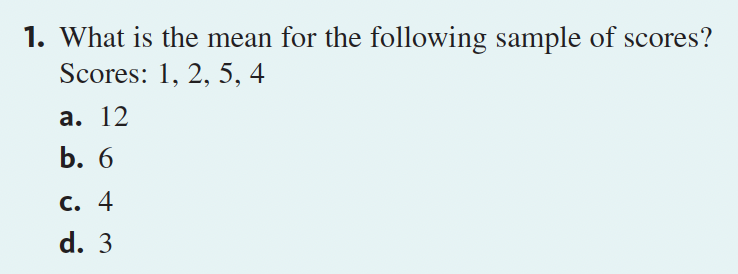 1. What is the mean for the following sample of scores?
Scores: 1, 2, 5, 4
a. 12
b. 6
c. 4
d. 3